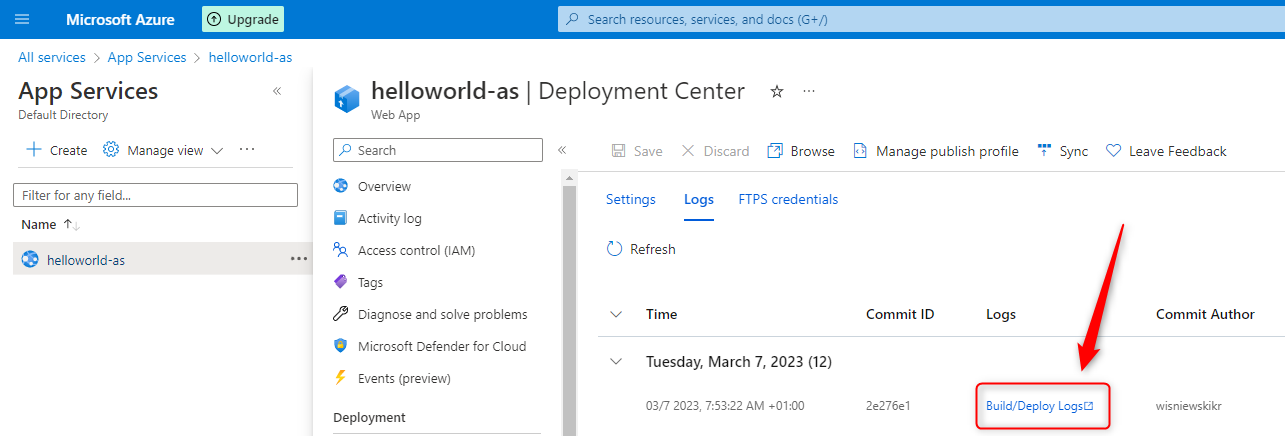 Microsoft Azure
Upgrade
Search resources, services, and docs (G+/)
All services > App Services > helloworld-as
App Services
Default Directory
Create
Manage view
Filter for any field...
Name
helloworld-as
helloworld-as | Deployment Center
Web App
Search
Overview
Activity log
Access control (IAM)
Tags
Diagnose and solve problems
Microsoft Defender for Cloud
Events (preview)
Deployment
Save
Discard
Browse
Manage publish profile
Sync
Leave Feedback
Settings
Logs
FTPS credentials
Refresh
Time
Commit ID
Logs
Commit Author
Tuesday, March 7, 2023 (12)
03/7 2023, 7:53:22 AM +01:00
2e276e1
Build/Deploy Logs
wisniewskikr